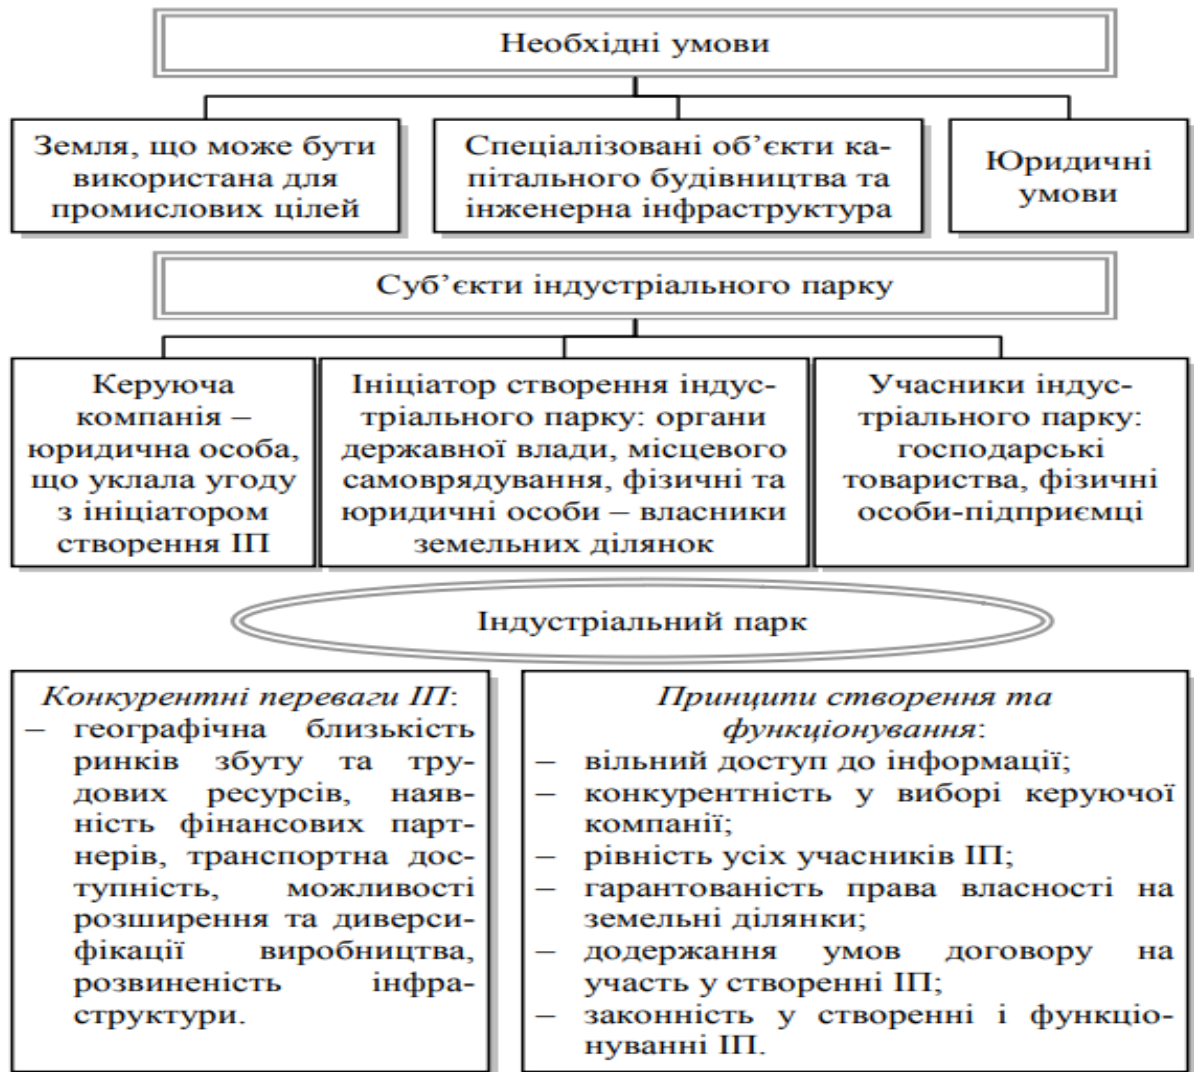 Необхідні умови
Земля, що може бути
використана для
промислових цілей
Спеціалізовані об’єкти ка-
пітального будівництва та
інженерна інфраструктура
Юридичні
умови
Суб’єкти індустріального парку
Керуюча
компанія –
юридична особа,
що уклала угоду
з ініціатором
створення ІП
Ініціатор створення індус-
тріального парку: органи
державної влади, місцевого
самоврядування, фізичні та
юридичні особи – власники
земельних ділянок
Учасники індус-
тріального парку:
господарські
товариства, фізичні
особи-підприємці
Індустріальний парк
Конкурентні переваги ІП:
– географічна близькість
ринків збуту та тру-
дових ресурсів, наяв-
ність фінансових парт-
нерів, транспортна дос-
тупність, можливості
розширення та диверси-
фікації виробництва,
розвиненість інфра-
структури.
Принципи створення та
функціонування:
– вільний доступ до інформації;
– конкурентність у виборі керуючої
компанії;
– рівність усіх учасників ІП;
– гарантованість права власності на
земельні ділянки;
– додержання умов договору на
участь у створенні ІП;
– законність у створенні і функціо-
нуванні ІП.